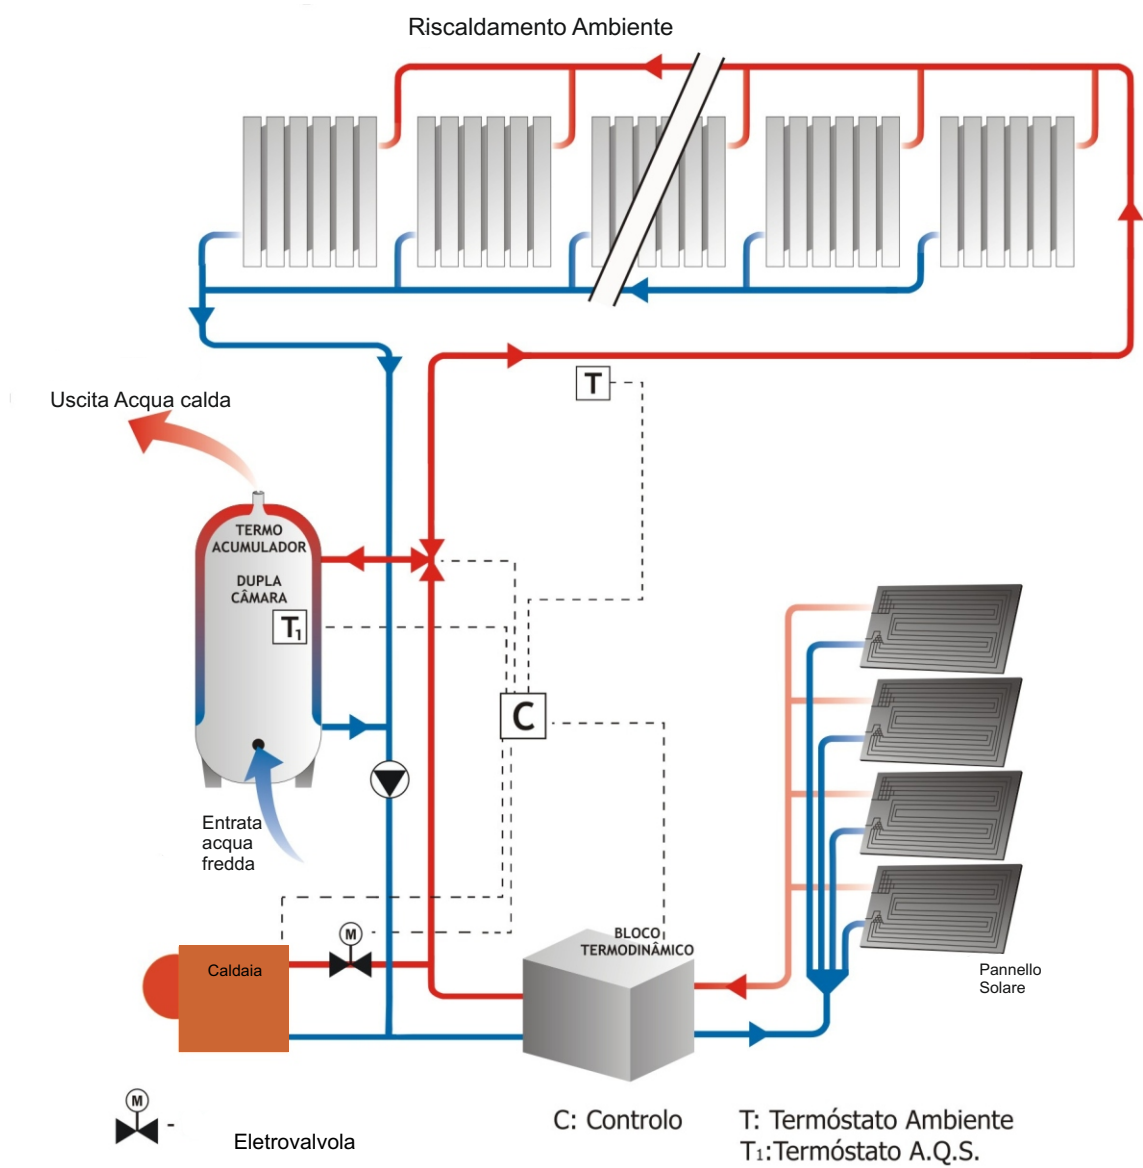 Riscaldamento Ambiente
T
Uscita Acqua calda
TERMO
ACUMULADOR
DUPLA
CÂMARA
T1
C
Entrata
acqua
fredda
M
BLOCO
TERMODINÂMICO
Caldaia
Pannello
Solare
M
-
Eletrovalvola
C: Controlo
T: Termóstato Ambiente
T1:Termóstato A.Q.S.